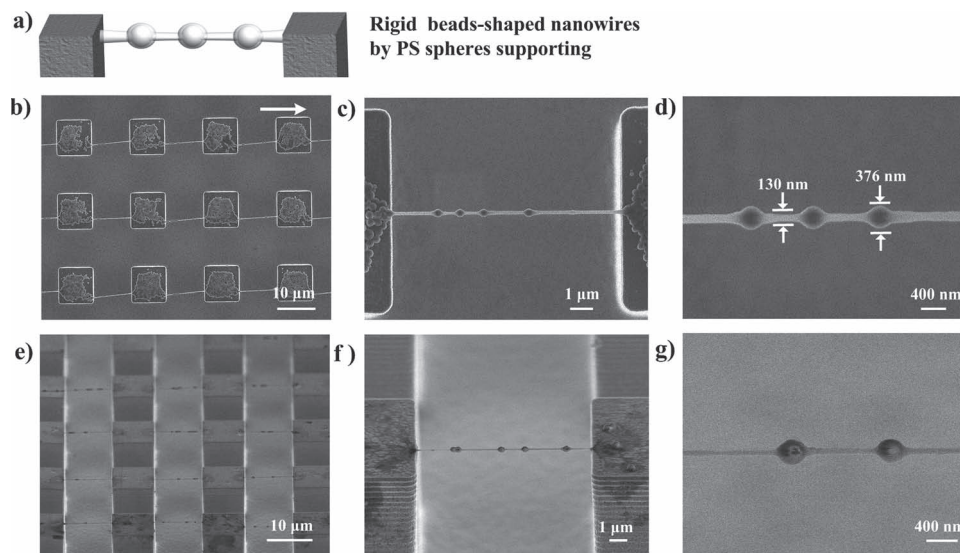 a)
Rigid beads-shaped nanowires
by PS spheres supporting
b)
10 µm
c)
1 µm
d)
130 nm
376 nm
400 nm
e)
10 µm
f)
1 µm
g)
400 nm